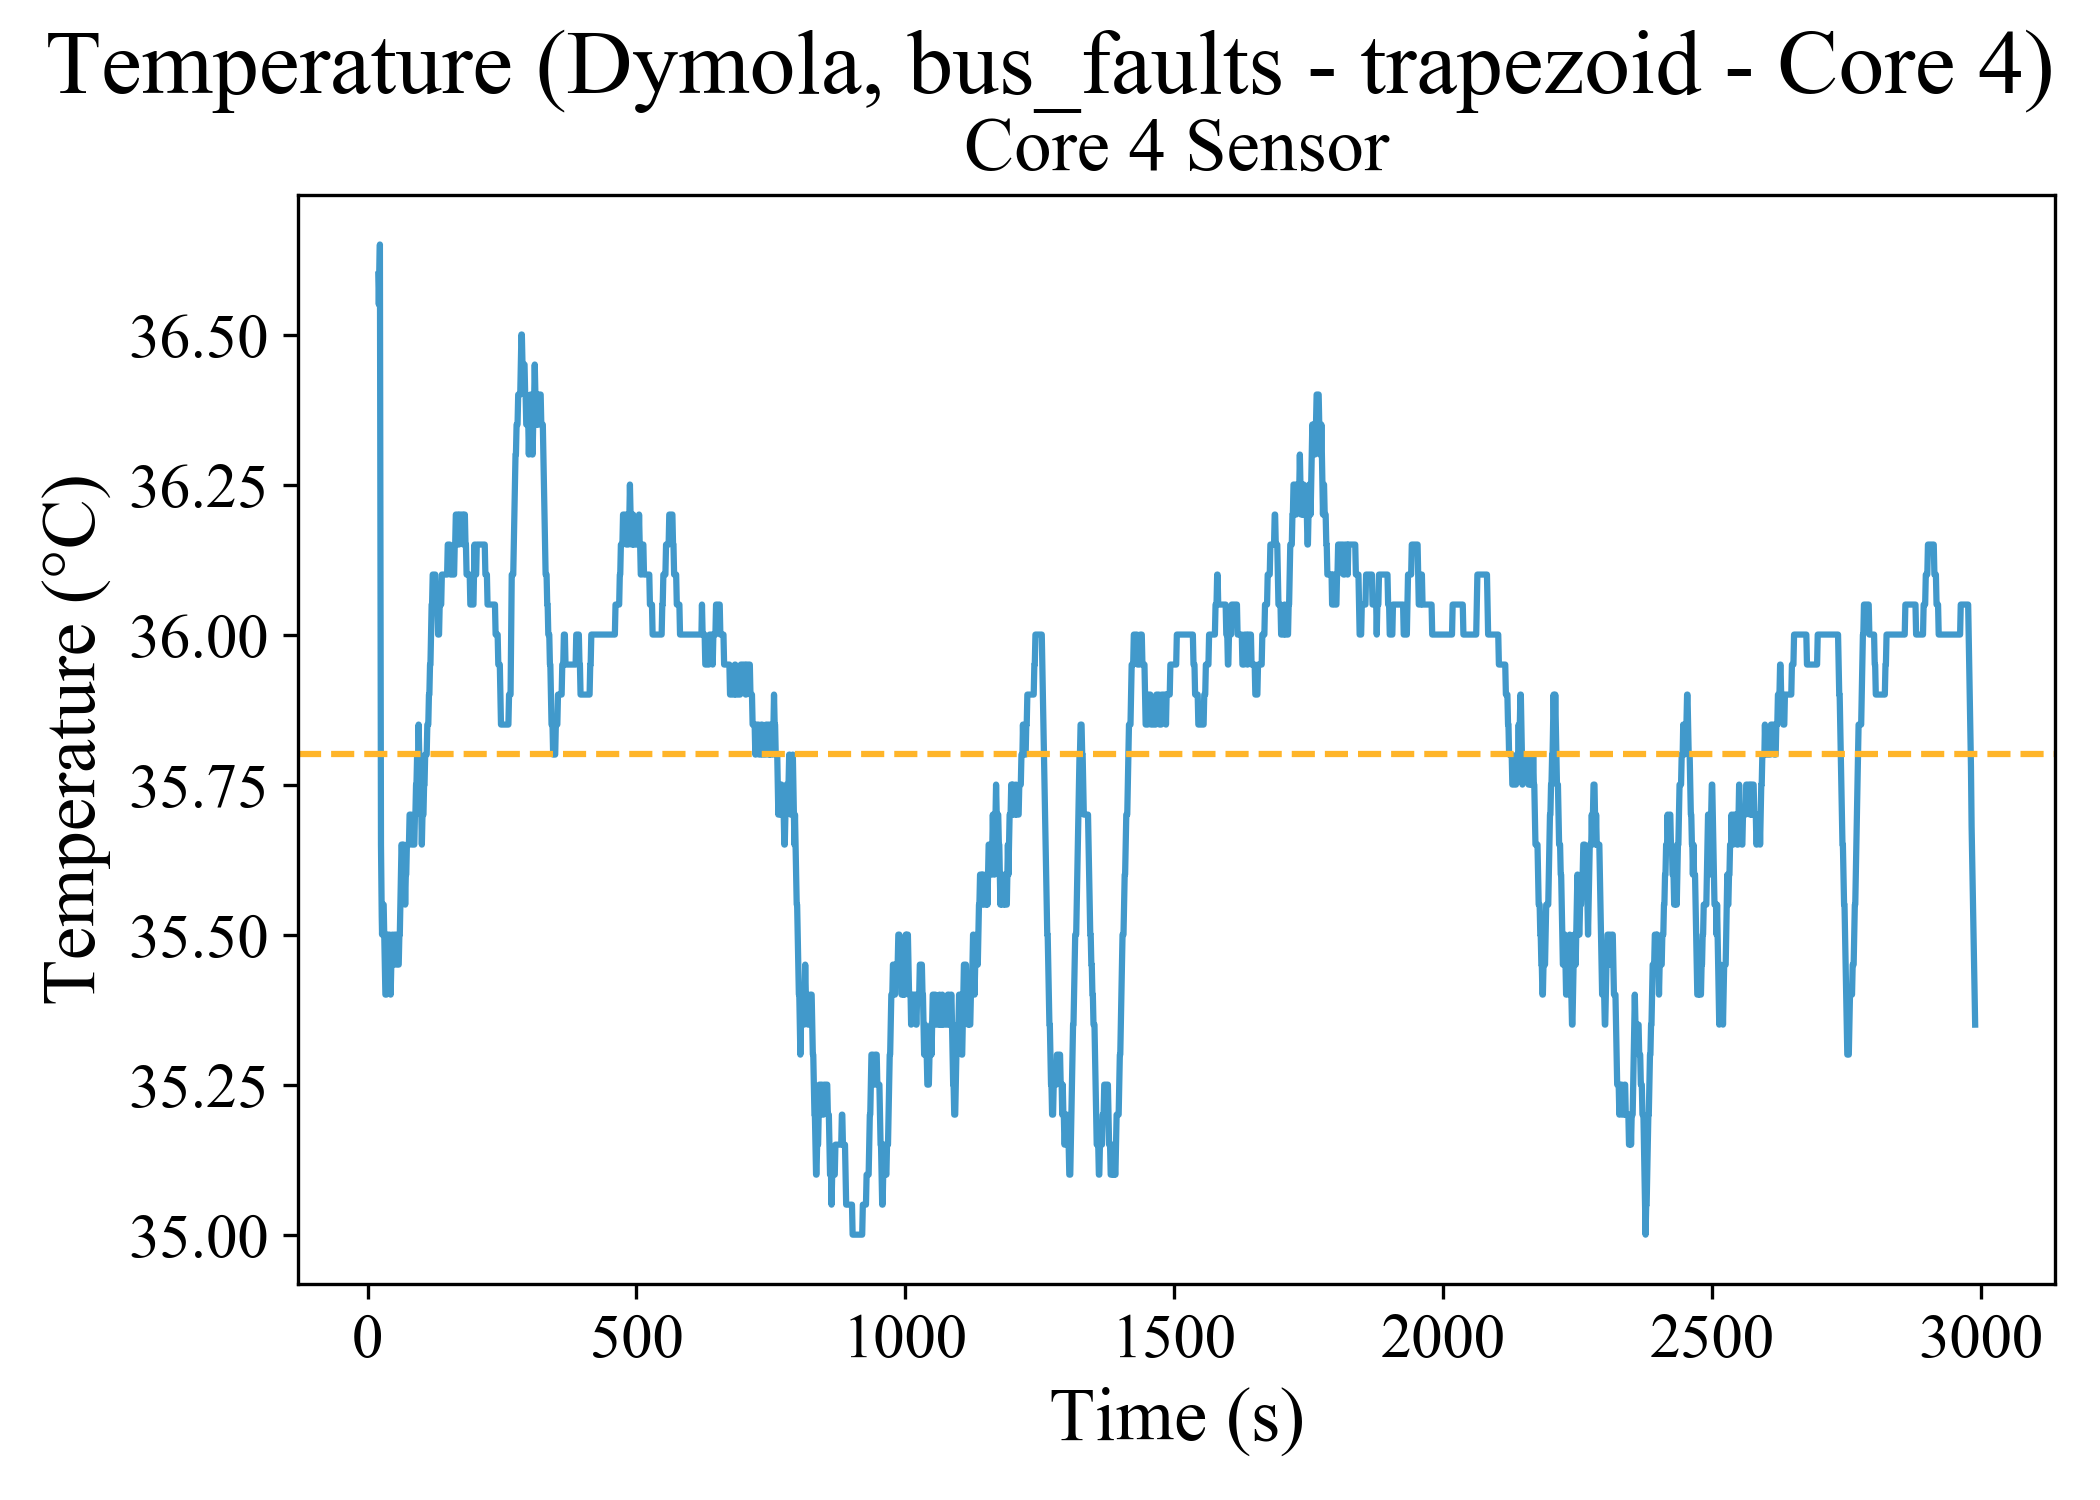 Temperature (Dymola, bus_faults - trapezoid - Core 4)
Core 4 Sensor
Temperature (°C)
36.50
36.25
36.00
35.75
35.50
35.25
35.00
0 500 1000 1500 2000 2500 3000
Time (s)